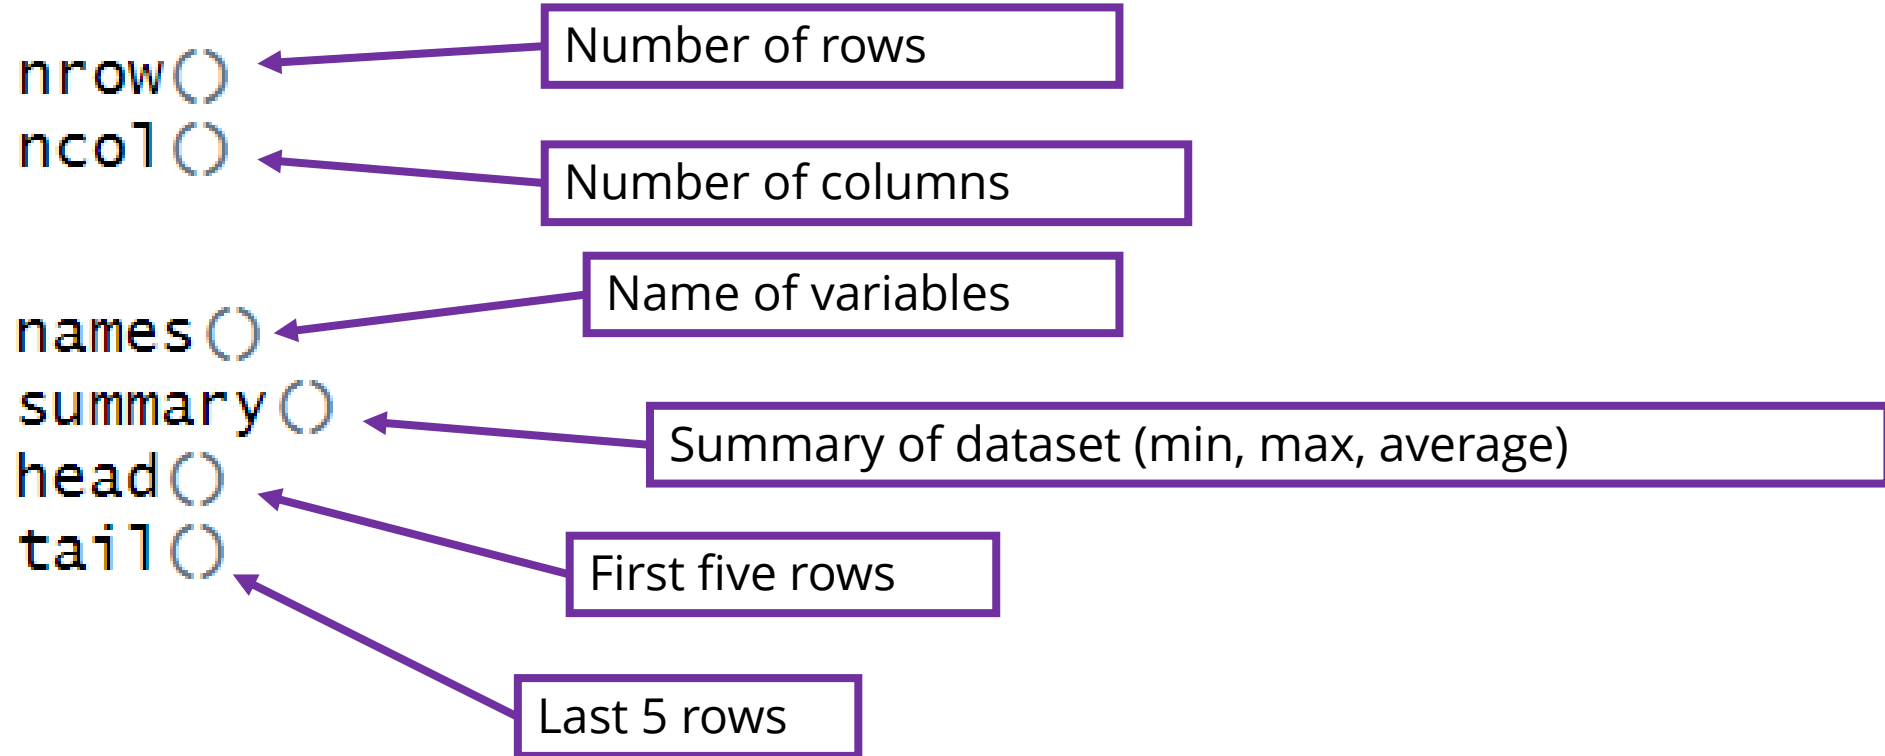 nrow()
Number of rows
ncol()
Number of columns
names()
Name of variables
summary()
Summary of dataset (min, max, average)
head()
First five rows
tail()
Last 5 rows